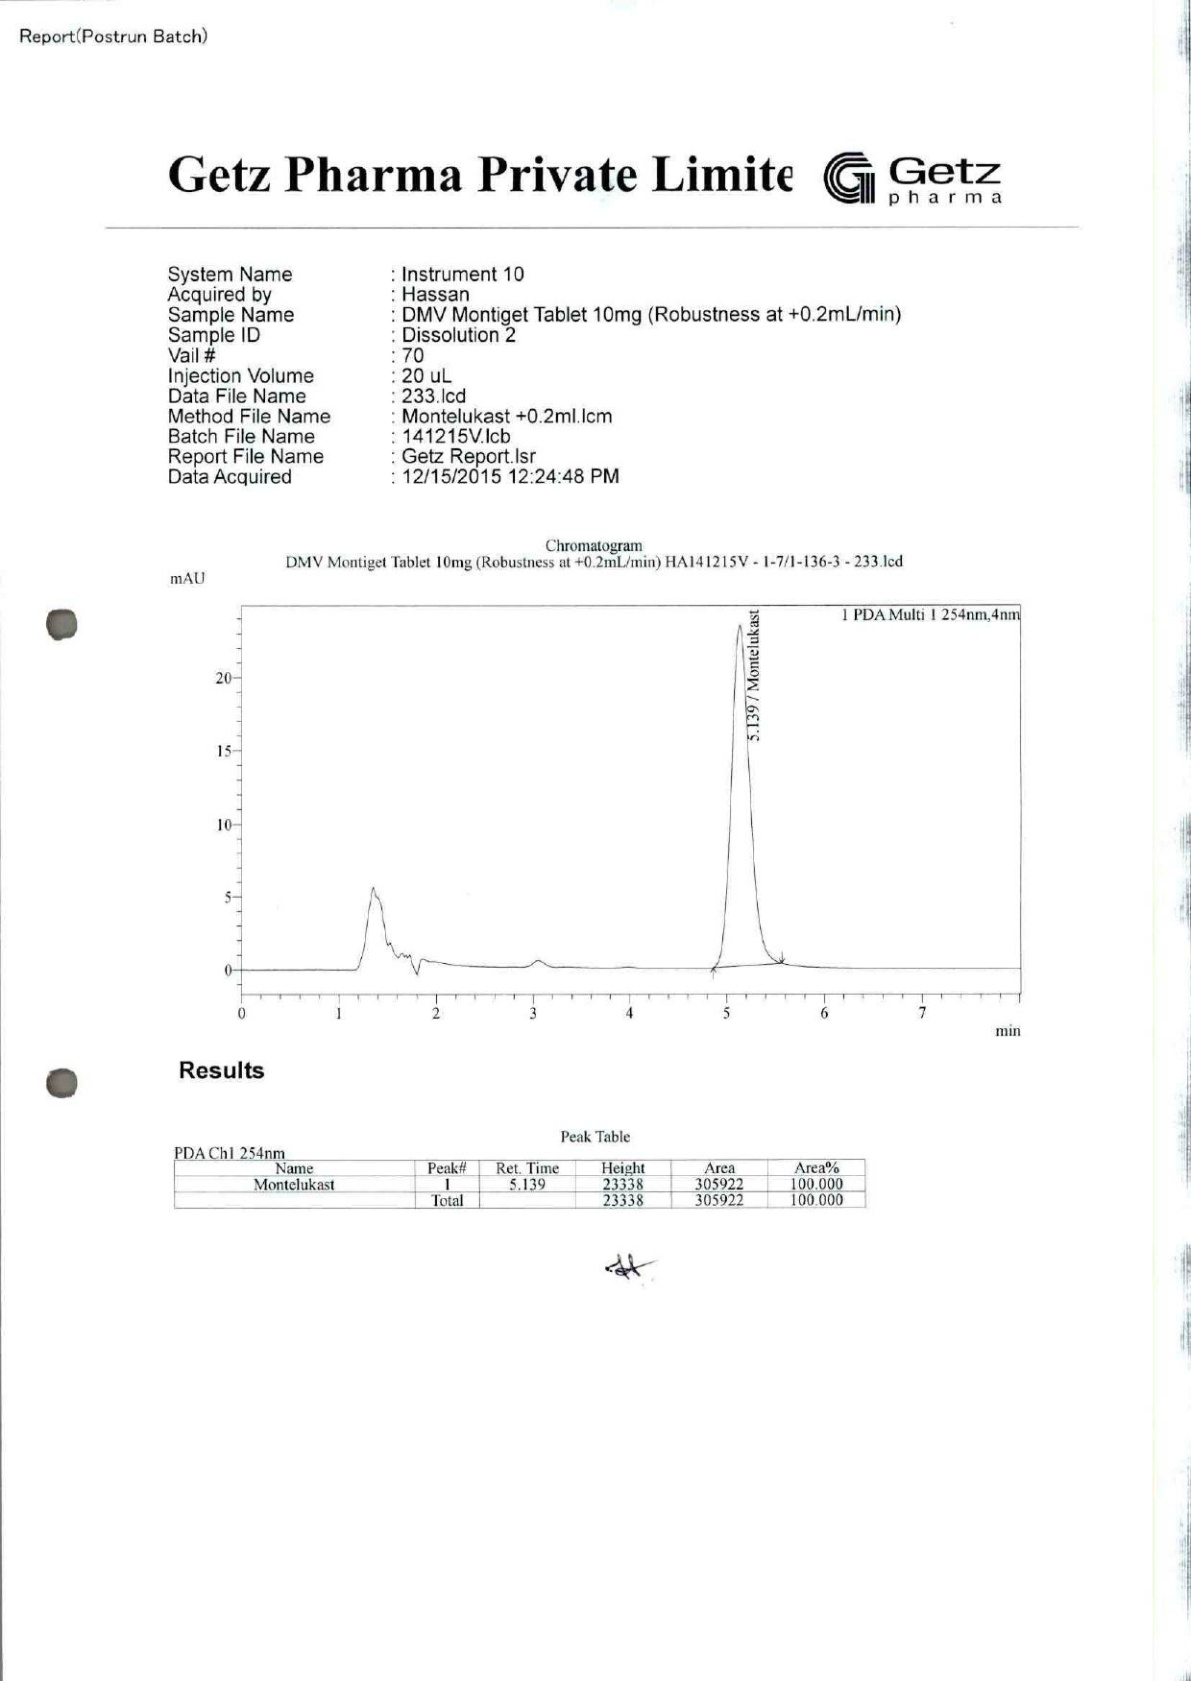 Report(Postrun Batch)
Getz Pharma Private Limite
Getz
pharma
System Name : Instrument 10
Acquired by : Hassan
Sample Name : DMV Montiget Tablet 10mg (Robustness at +0.2mL/min)
Sample ID : Dissolution 2
Vail # : 70
Injection Volume : 20 uL
Data File Name : 233.lcd
Method File Name : Montelukast +0.2ml.lcm
Batch File Name : 141215V.lcb
Report File Name : Getz Report.lsr
Data Acquired : 12/15/2015 12:24:48 PM
Chromatogram
DMV Montiget Tablet 10mg (Robustness at +0.2mL/min) HA141215V - 1-7/1-136-3 - 233.lcd
mAU
1 PDA Multi 1 254nm,4nm
5.139 / Montelukast
20
15
10
5
0
0 1 2 3 4 5 6 7
min
Results
Peak Table
PDA Ch1 254nm
Name Peak# Ret. Time Height Area Area%
Montelukast 1 5.139 23338 305922 100.000
Total 23338 305922 100.000